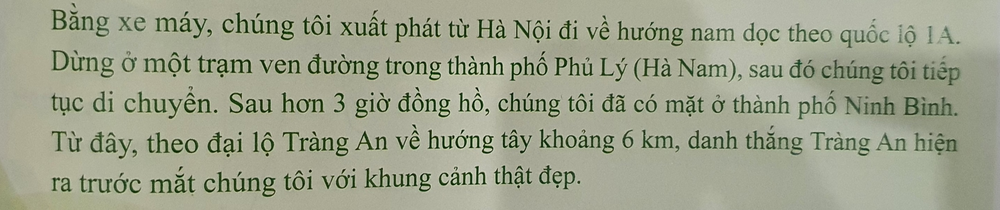 Bằng xe máy, chúng tôi xuất phát từ Hà Nội đi về hướng nam dọc theo quốc lộ 1A.
Dừng ở một trạm ven đường trong thành phố Phủ Lý (Hà Nam), sau đó chúng tôi tiếp
tục di chuyển. Sau hơn 3 giờ đồng hồ, chúng tôi đã có mặt ở thành phố Ninh Bình.
Từ đây, theo đại lộ Tràng An về hướng tây khoảng 6 km, danh thắng Tràng An hiện
ra trước mắt chúng tôi với khung cảnh thật đẹp.